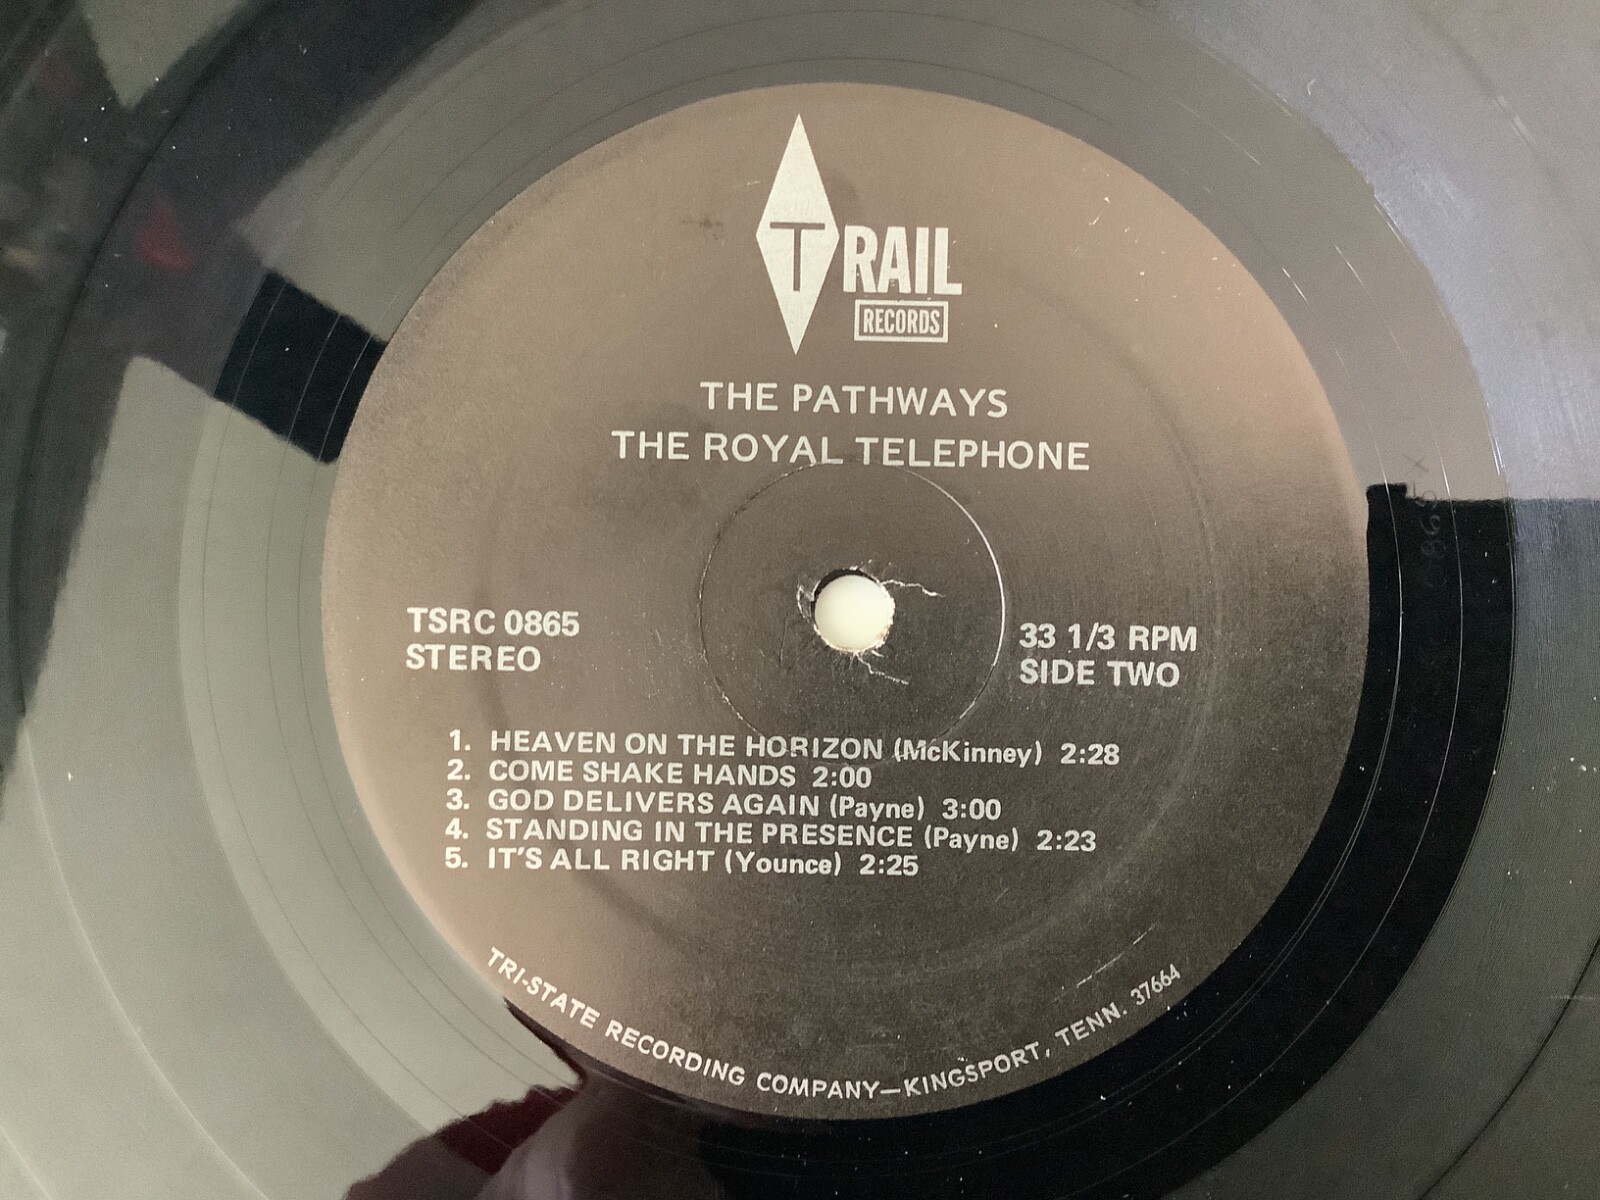 TRAIL
RECORDS
THE PATHWAYS
THE ROYAL TELEPHONE
TSRC 0865
STEREO
33 1/3 RPM
SIDE TWO
1. HEAVEN ON THE HORIZON (McKinney) 2:28
2. COME SHAKE HANDS 2:00
3. GOD DELIVERS AGAIN (Payne) 3:00
4. STANDING IN THE PRESENCE (Payne) 2:23
5. IT'S ALL RIGHT (Younce) 2:25
TRI-STATE RECORDING COMPANY—KINGSPORT, TENN. 37664